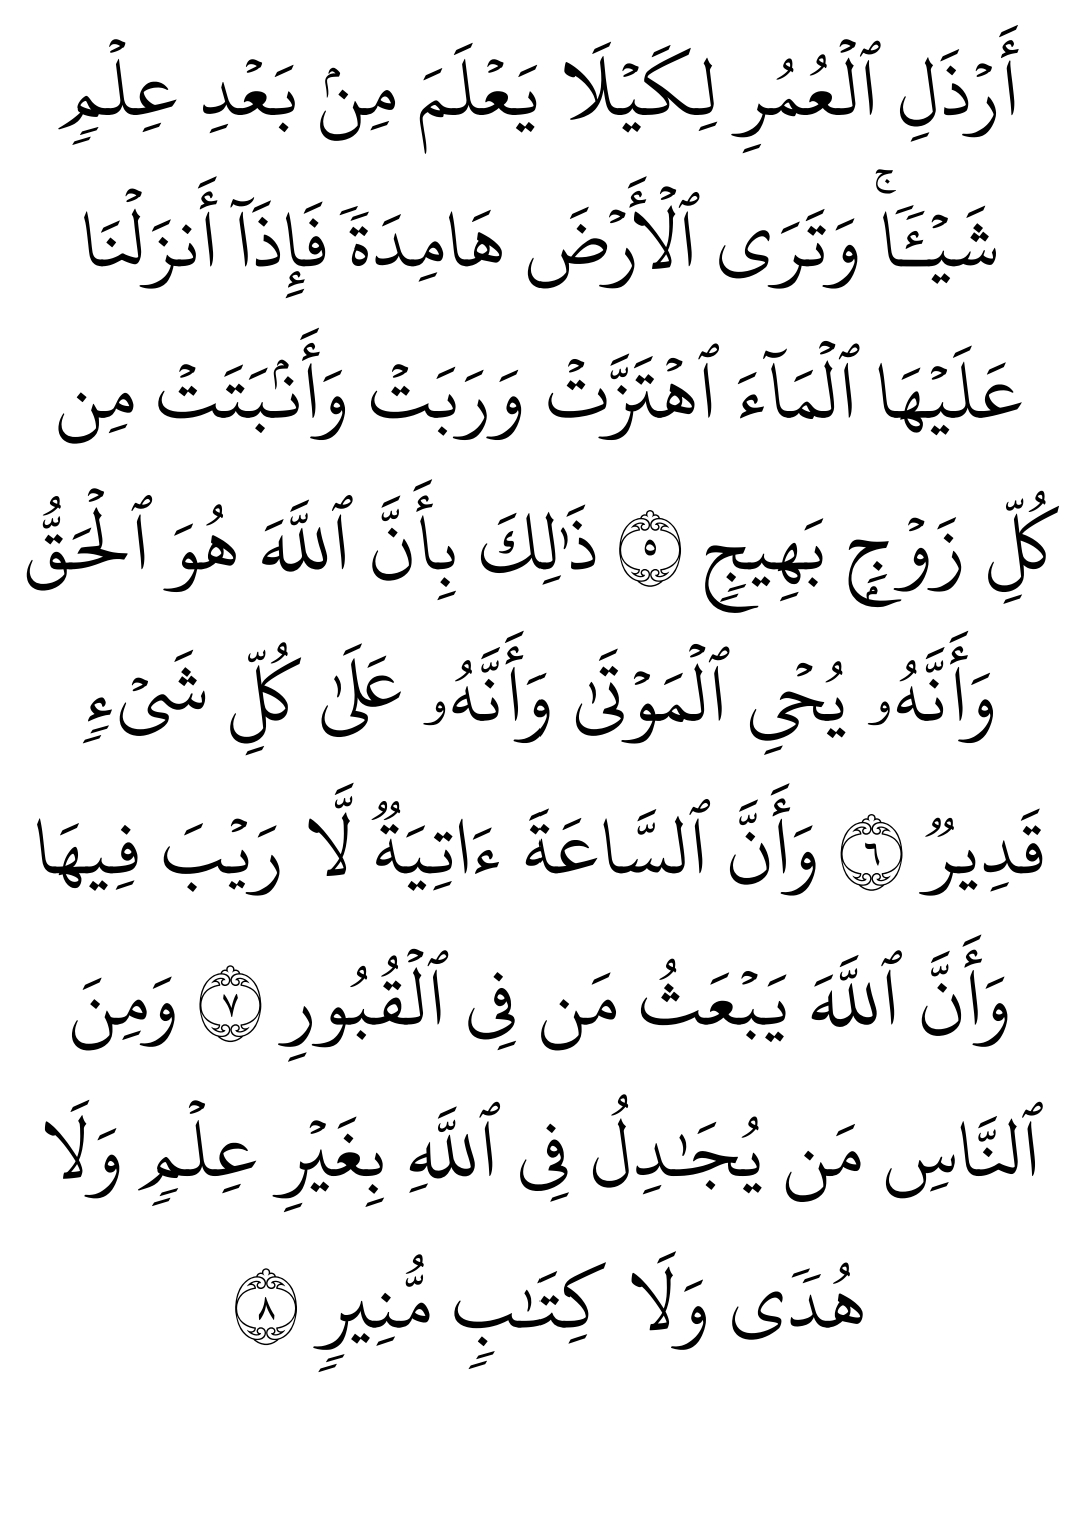 أَرْذَلِ ٱلْعُمُرِ لِكَيْلَا يَعْلَمَ مِنۢ بَعْدِ عِلْمٍ
شَيْـًٔا ۚ وَتَرَى ٱلْأَرْضَ هَامِدَةً فَإِذَآ أَنزَلْنَا
عَلَيْهَا ٱلْمَآءَ ٱهْتَزَّتْ وَرَبَتْ وَأَنۢبَتَتْ مِن
كُلِّ زَوْجٍۭ بَهِيجٍ ٥ ذَٰلِكَ بِأَنَّ ٱللَّهَ هُوَ ٱلْحَقُّ
وَأَنَّهُۥ يُحْىِ ٱلْمَوْتَىٰ وَأَنَّهُۥ عَلَىٰ كُلِّ شَىْءٍ
قَدِيرٌ ٦ وَأَنَّ ٱلسَّاعَةَ ءَاتِيَةٌ لَّا رَيْبَ فِيهَا
وَأَنَّ ٱللَّهَ يَبْعَثُ مَن فِى ٱلْقُبُورِ ٧ وَمِنَ
ٱلنَّاسِ مَن يُجَـٰدِلُ فِى ٱللَّهِ بِغَيْرِ عِلْمٍ وَلَا
هُدًى وَلَا كِتَـٰبٍ مُّنِيرٍ ٨